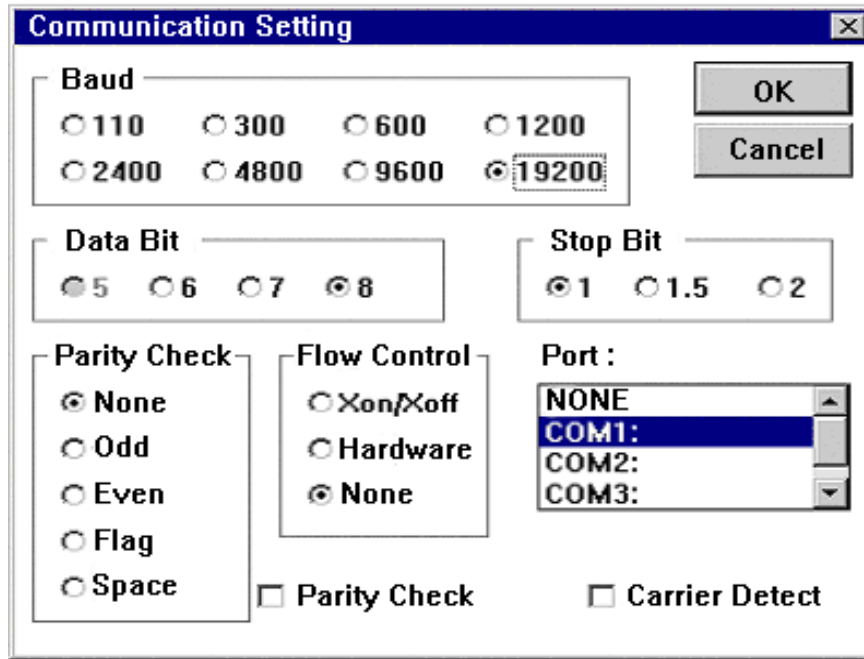 Communication Setting
Baud
110 300 600 1200
2400 4800 9600 19200
OK
Cancel
Data Bit
5 6 7 8
Stop Bit
1 1.5 2
Parity Check
None
Odd
Even
Flag
Space
Flow Control
Xon/Xoff
Hardware
None
Port :
NONE
COM1:
COM2:
COM3:
Parity Check
Carrier Detect